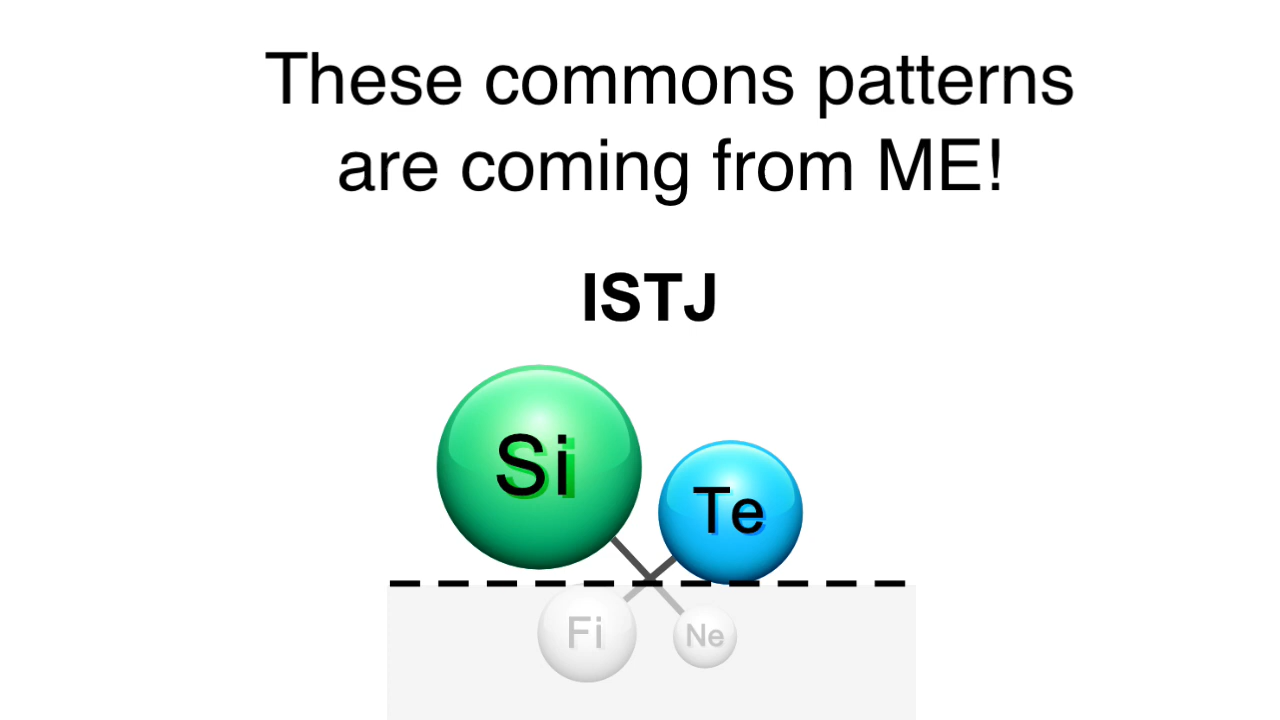 These commons patterns
are coming from ME!
ISTJ
Si
Te
Fi
Ne